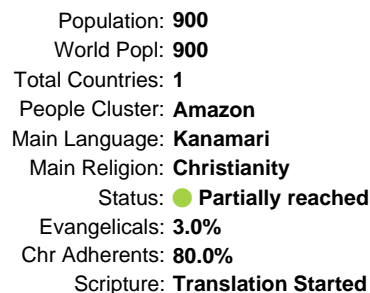 Population: 900
World Popl: 900
Total Countries: 1
People Cluster: Amazon
Main Language: Kanamari
Main Religion: Christianity
Status: Partially reached
Evangelicals: 3.0%
Chr Adherents: 80.0%
Scripture: Translation Started